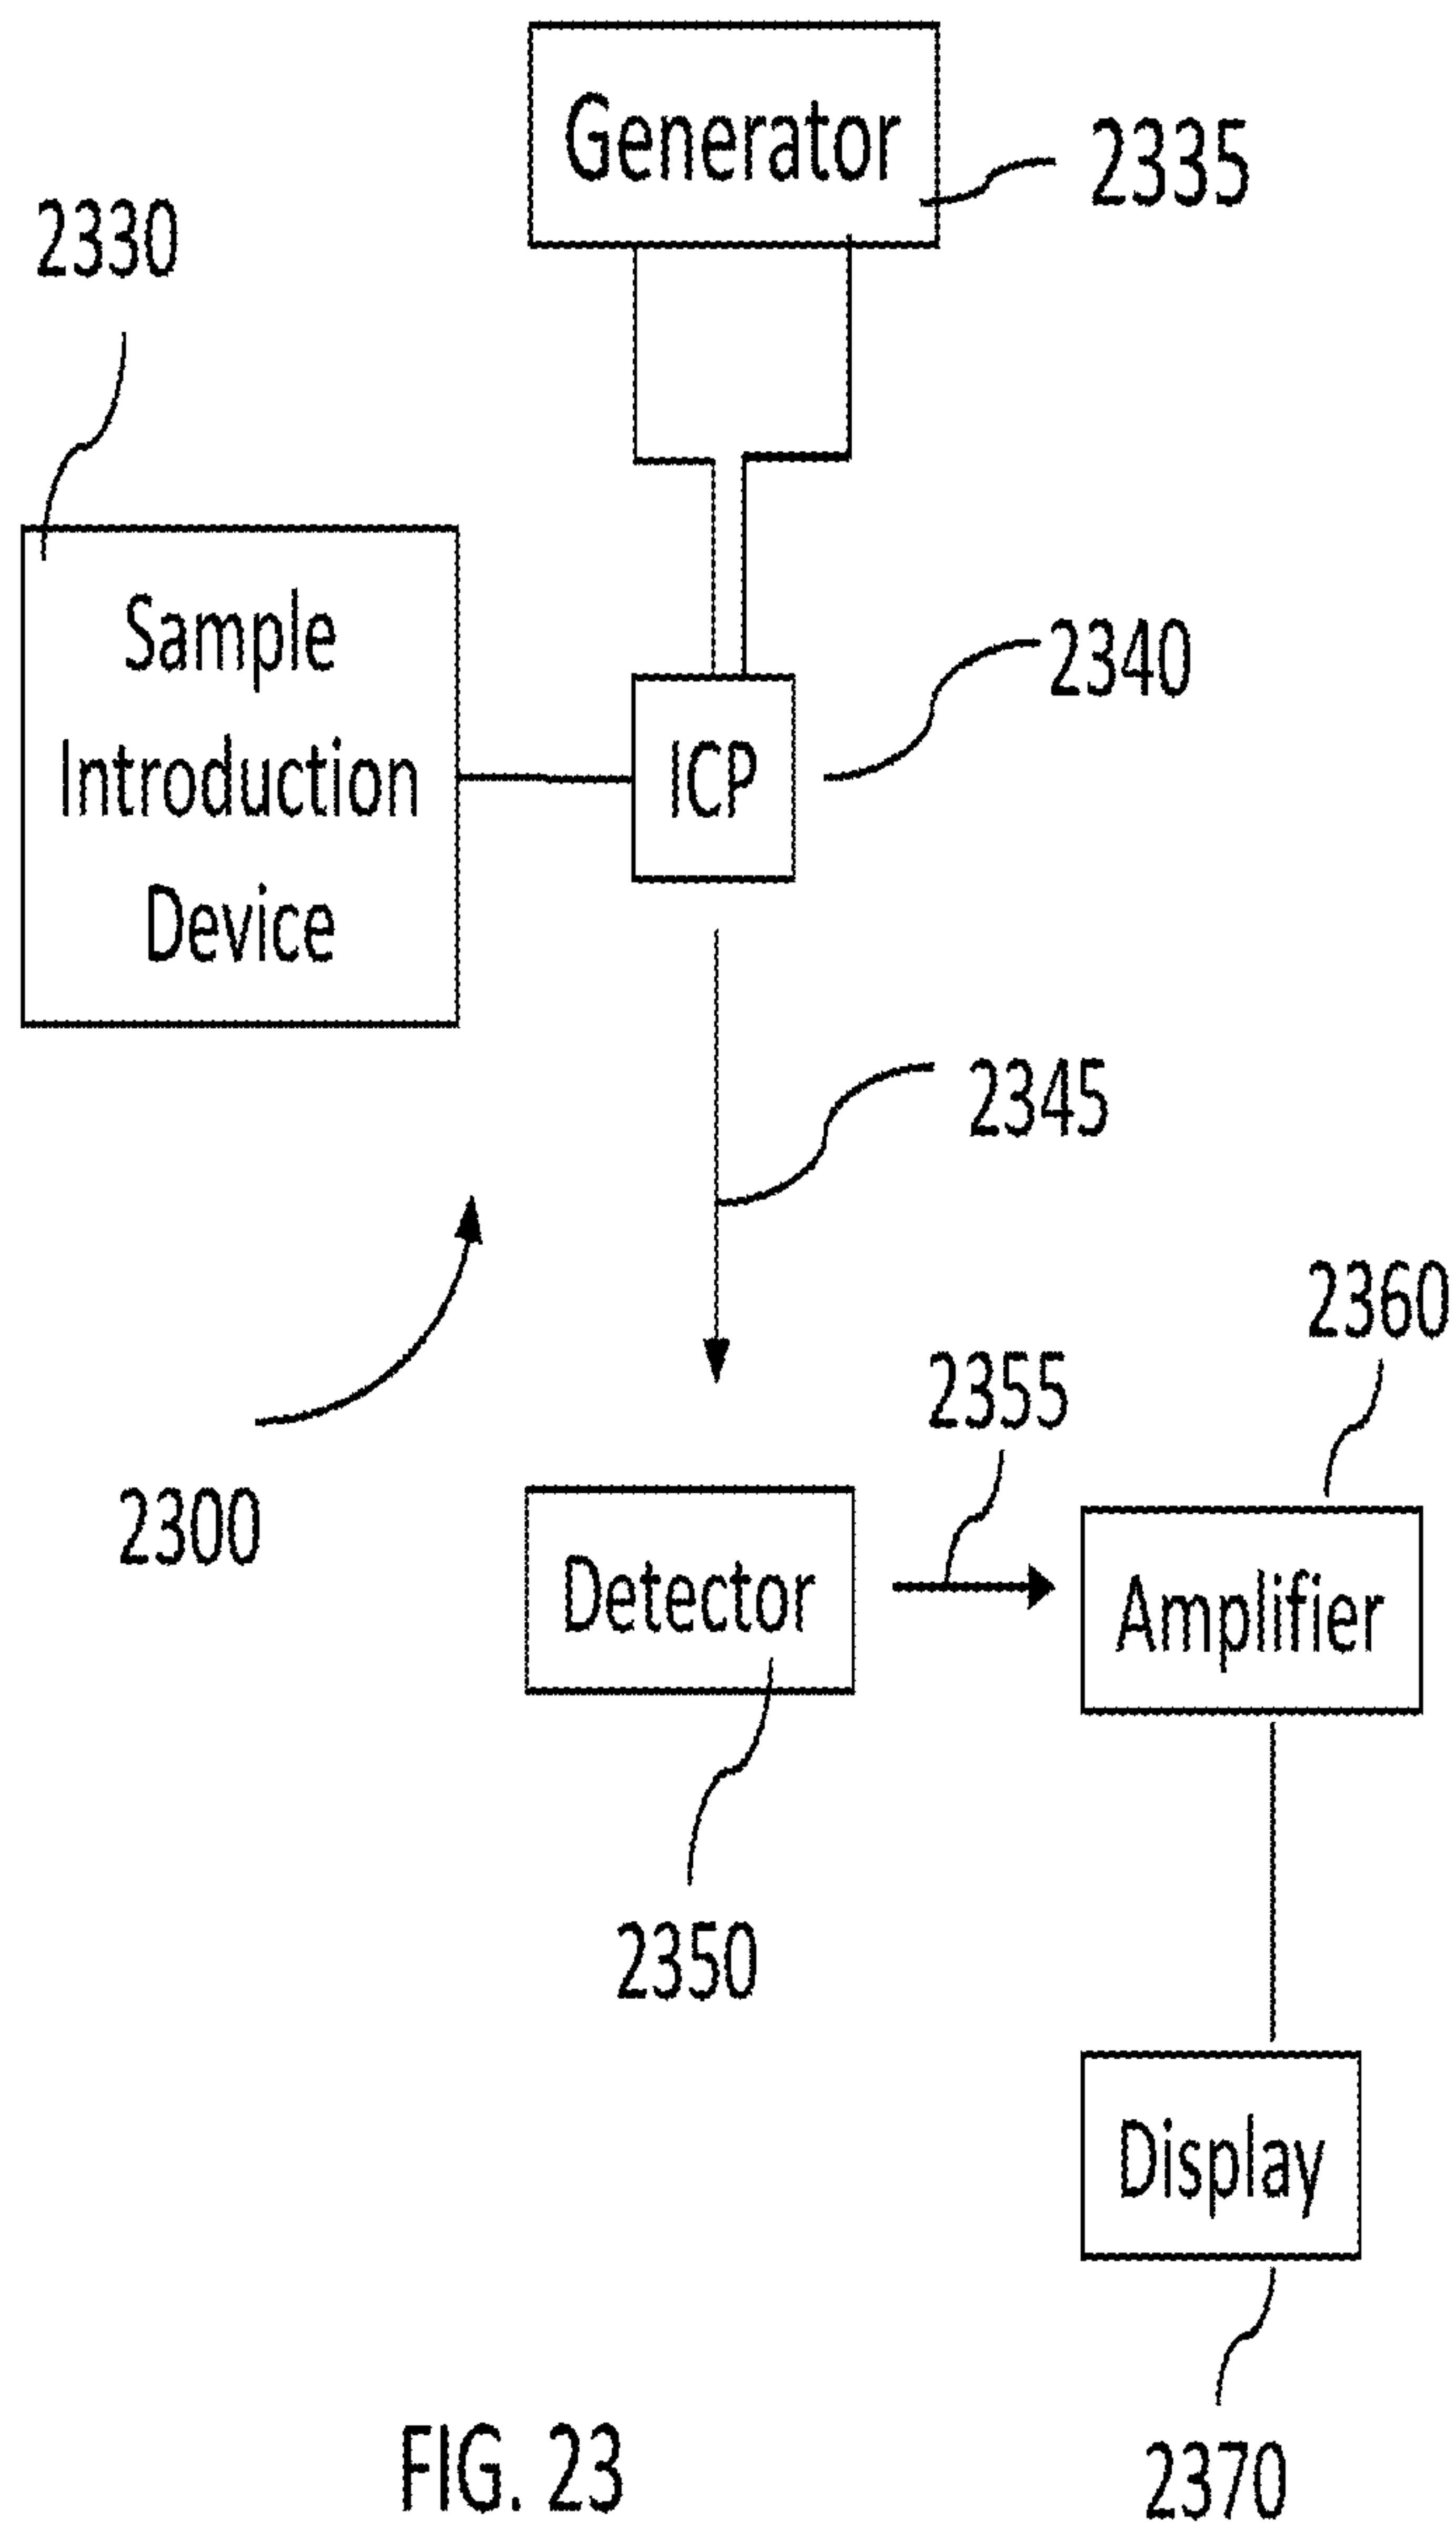 Generator
2335
2330
Sample
Introduction
Device
ICP
2340
2345
2300
2355
2360
Detector
Amplifier
2350
Display
2370
FIG. 23